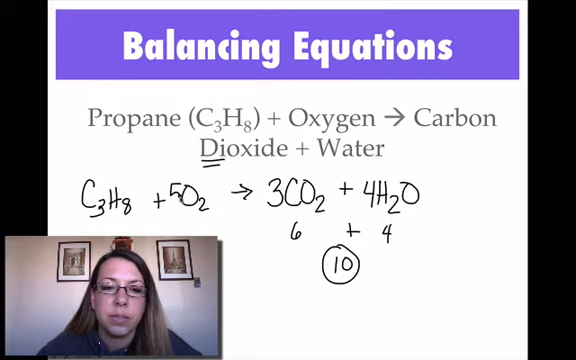 Balancing Equations
Propane (C₃H₈) + Oxygen → Carbon
Dioxide + Water
C₃H₈ + 5O₂ → 3CO₂ + 4H₂O
6 + 4
10